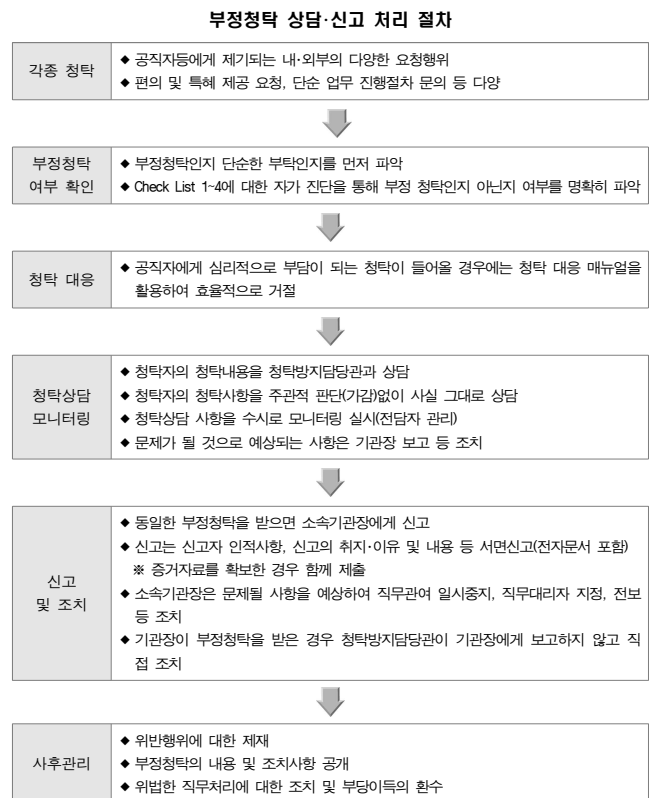 부정청탁 상담·신고 처리 절차
각종 청탁
◆ 공직자등에게 제기되는 내·외부의 다양한 요청행위
◆ 편의 및 특혜 제공 요청, 단순 업무 진행절차 문의 등 다양
부정청탁
여부 확인
◆ 부정청탁인지 단순한 부탁인지를 먼저 파악
◆ Check List 1~4에 대한 자가 진단을 통해 부정 청탁인지 아닌지 여부를 명확히 파악
청탁 대응
◆ 공직자에게 심리적으로 부담이 되는 청탁이 들어올 경우에는 청탁 대응 매뉴얼을
활용하여 효율적으로 거절
청탁상담
모니터링
◆ 청탁자의 청탁내용을 청탁방지담당관과 상담
◆ 청탁자의 청탁사항을 주관적 판단(가감)없이 사실 그대로 상담
◆ 청탁상담 사항을 수시로 모니터링 실시(전담자 관리)
◆ 문제가 될 것으로 예상되는 사항은 기관장 보고 등 조치
신고
및 조치
◆ 동일한 부정청탁을 받으면 소속기관장에게 신고
◆ 신고는 신고자 인적사항, 신고의 취지·이유 및 내용 등 서면신고(전자문서 포함)
※ 증거자료를 확보한 경우 함께 제출
◆ 소속기관장은 문제될 사항을 예상하여 직무관여 일시중지, 직무대리자 지정, 전보
등 조치
◆ 기관장이 부정청탁을 받은 경우 청탁방지담당관이 기관장에게 보고하지 않고 직
접 조치
사후관리
◆ 위반행위에 대한 제재
◆ 부정청탁의 내용 및 조치사항 공개
◆ 위법한 직무처리에 대한 조치 및 부당이득의 환수